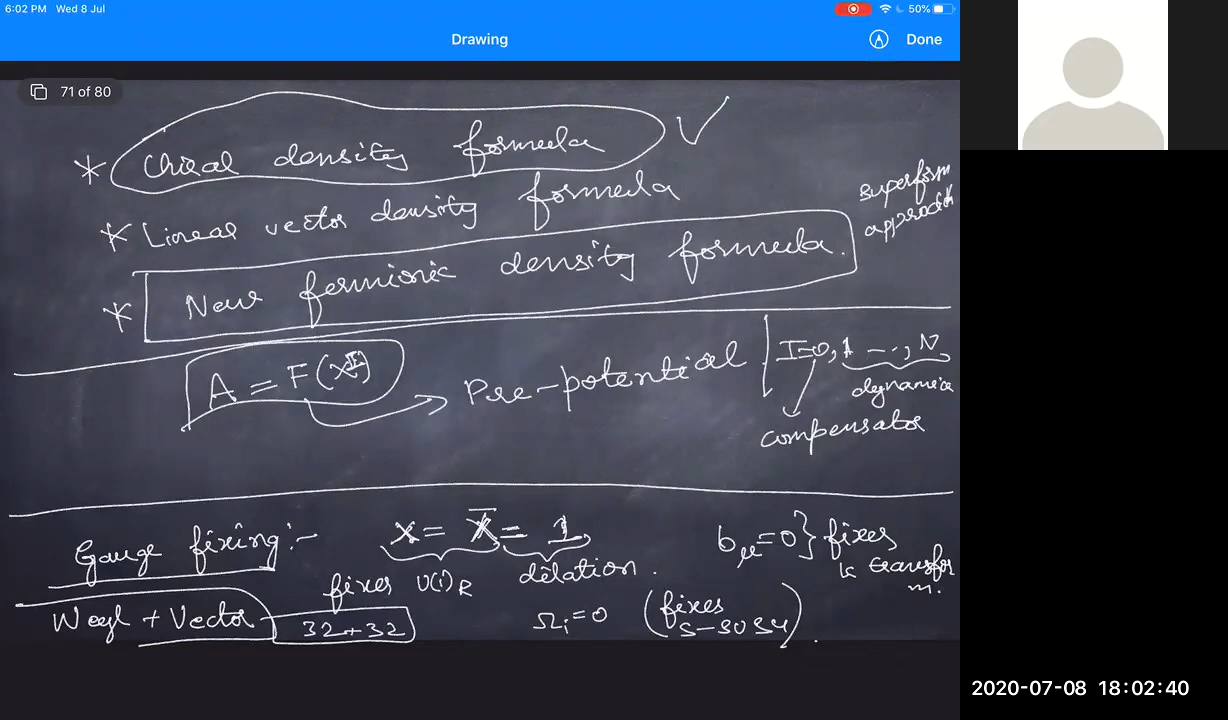 6:02 PM Wed 8 Jul
50%
Drawing
Done
71 of 80
* Chiral density formula ✓
* Linear vector density formula
superform approach
* New fermionic density formula.
A = F(X^I) → Pre-potential | I=0, 1 ---, N
dynamica
compensator
Gauge fixing:- X = X̄ = 1
fixes U(1)_R dilation.
b_μ=0 } fixes K transform.
Weyl + Vector 32+32
Ω_i=0 (fixes S-susy).
2020-07-08 18:02:40